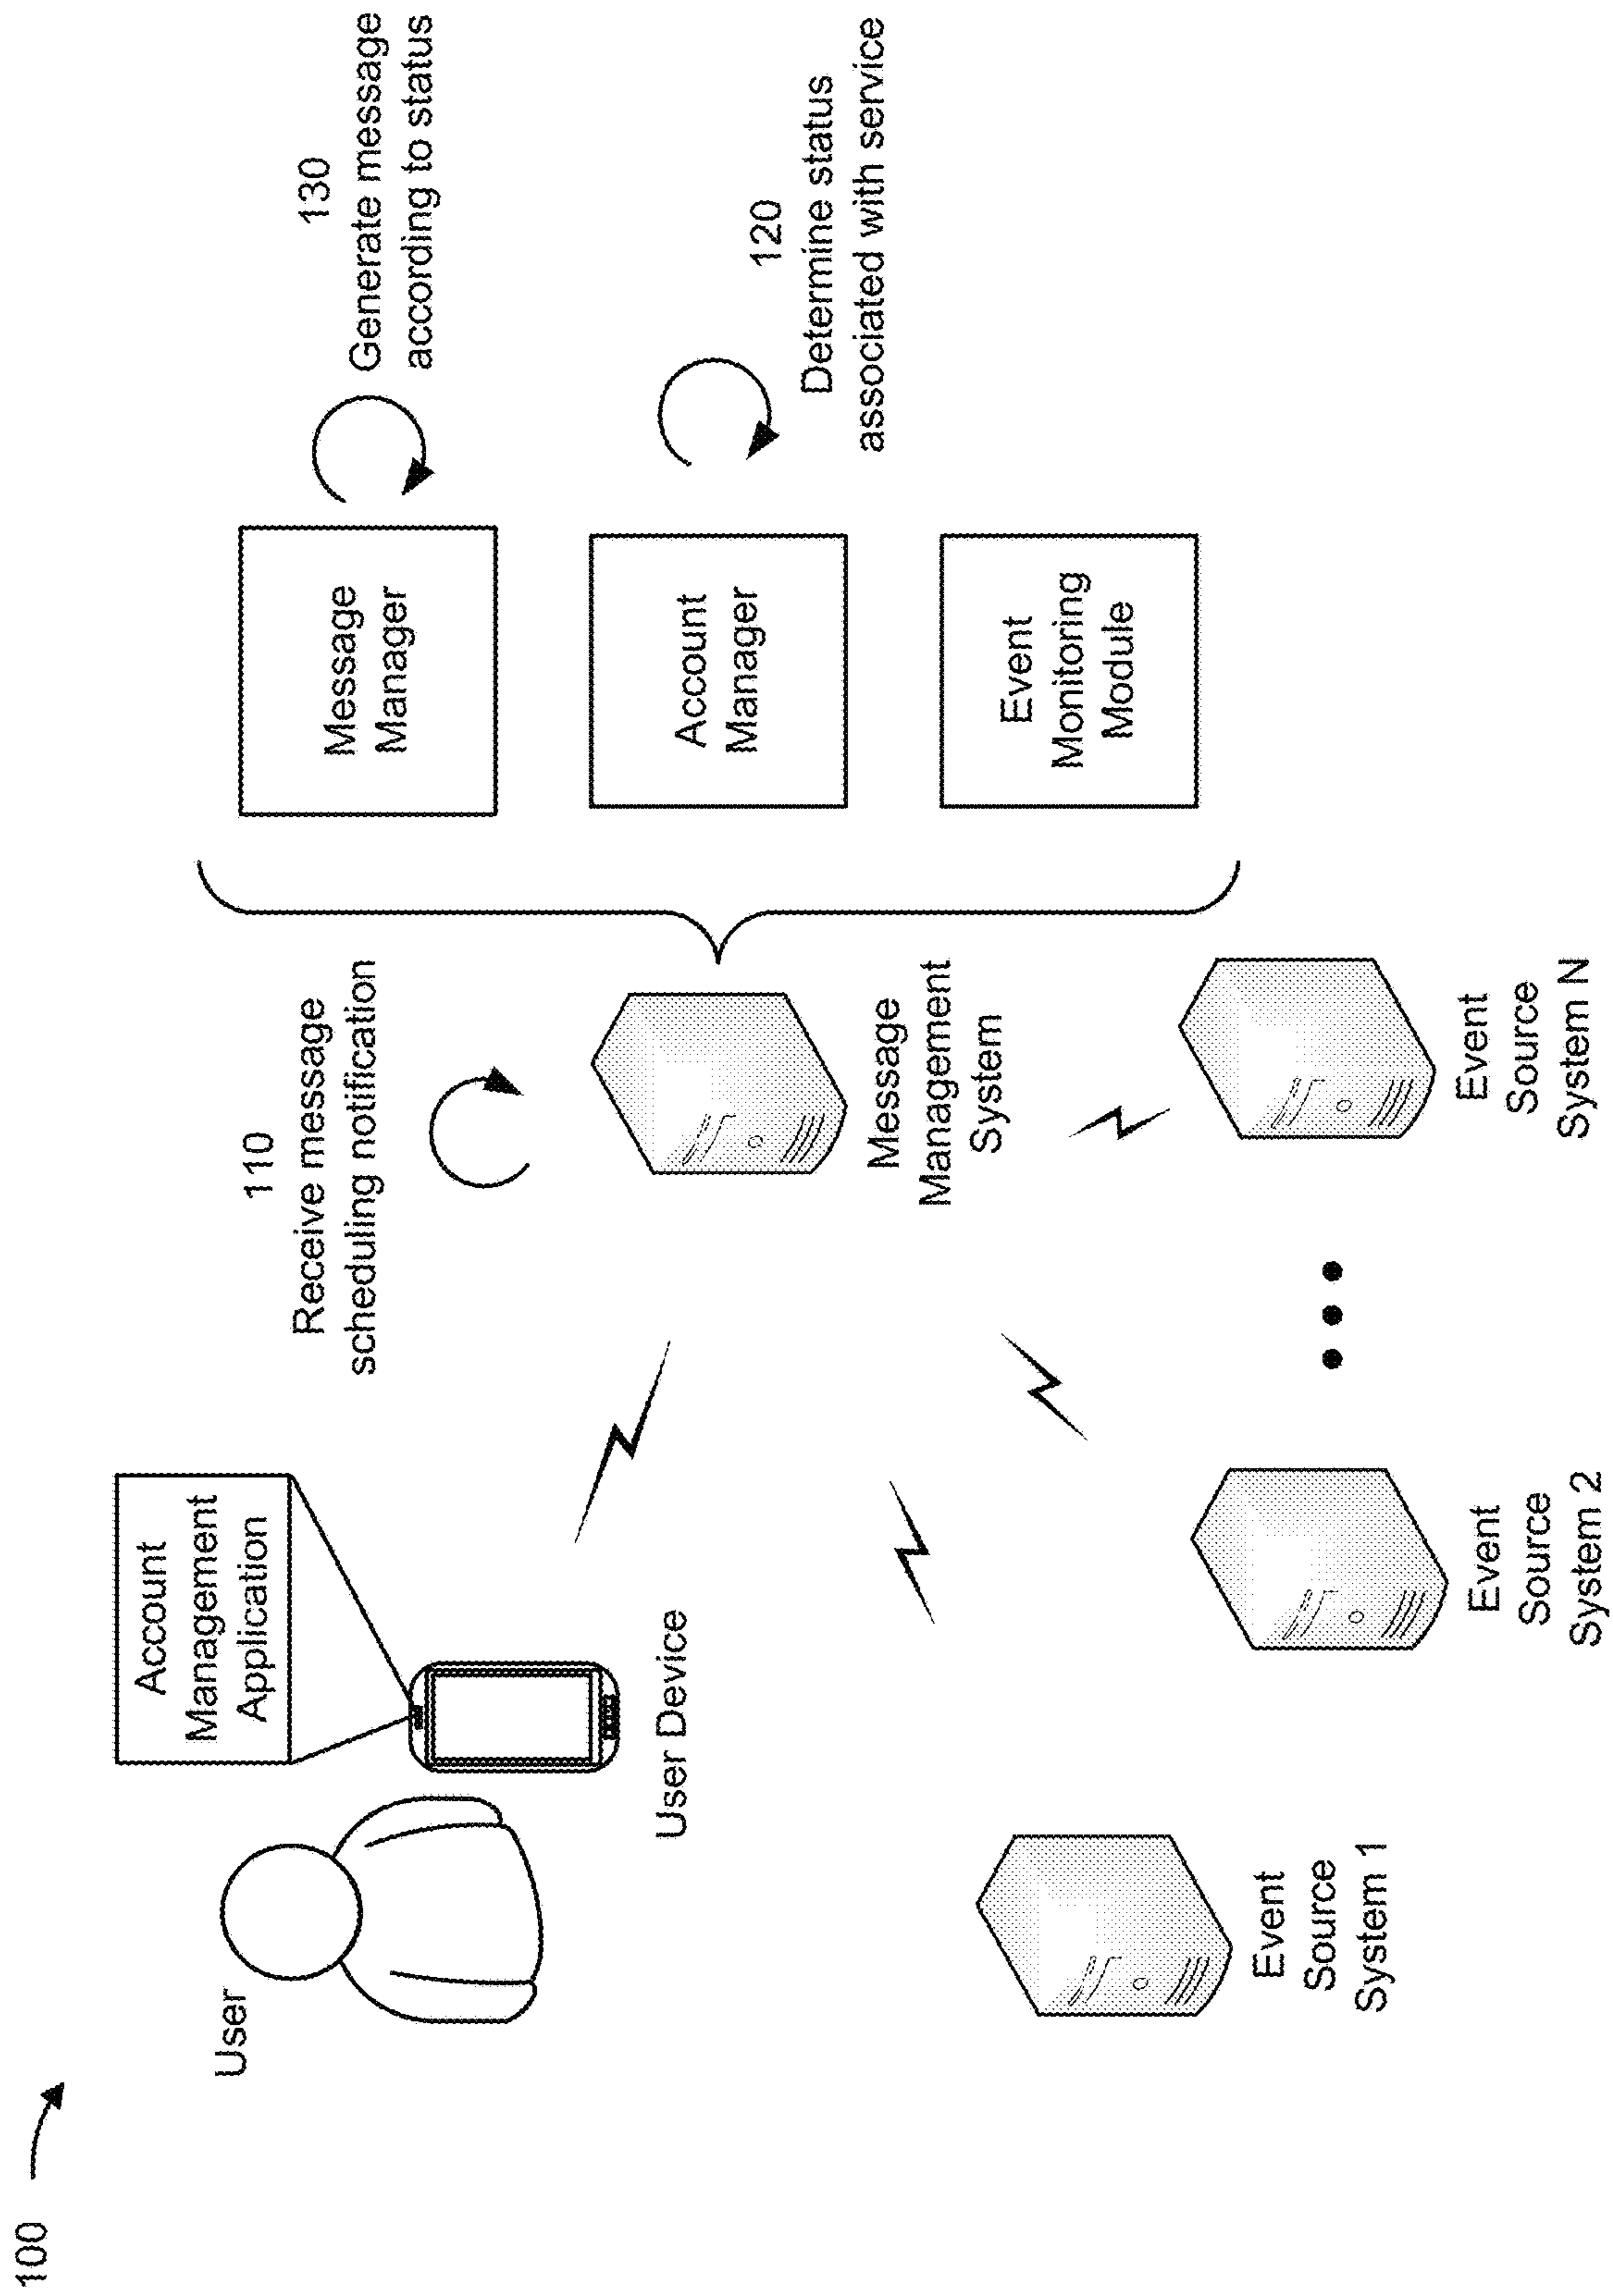 100
User
Account
Management
Application
User Device
110
Receive message
scheduling notification
Message
Management
System
Message
Manager
130
Generate message
according to status
Account
Manager
120
Determine status
associated with service
Event
Monitoring
Module
Event
Source
System 1
Event
Source
System 2
Event
Source
System N